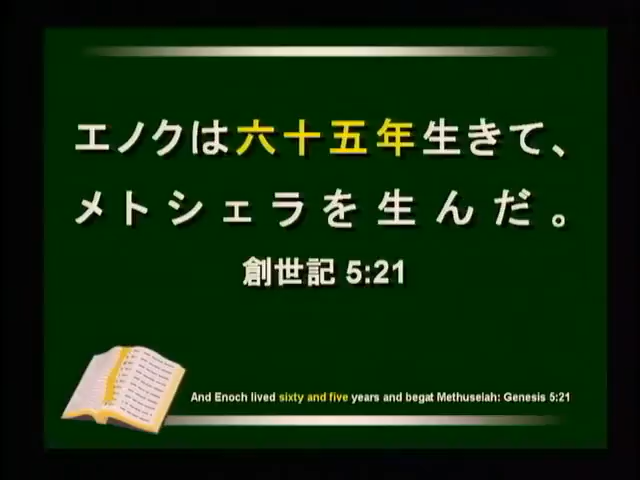 エノクは六十五年生きて、
メトシェラを生んだ。
創世記 5:21
And Enoch lived sixty and five years and begat Methuselah: Genesis 5:21